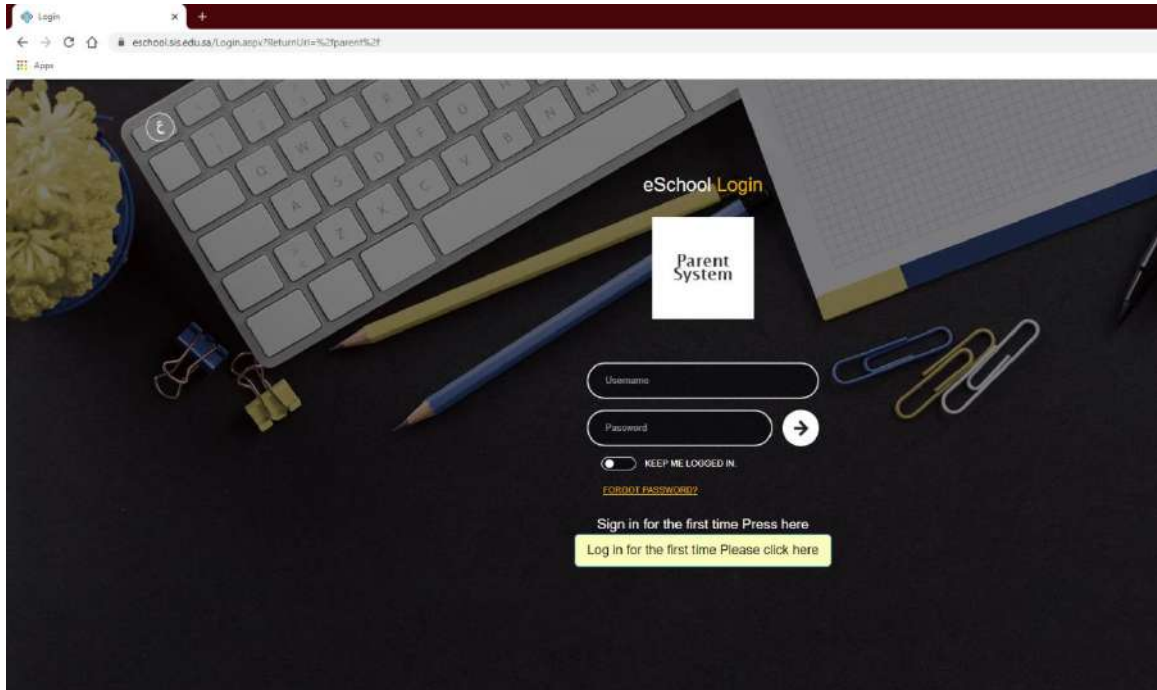 Login
eschool.sis.edu.sa/Login.aspx?ReturnUrl=%2fparent%2f
Apps
ع
eSchool Login
Parent
System
Username
Password
KEEP ME LOGGED IN.
FORGOT PASSWORD?
Sign in for the first time Press here
Log in for the first time Please click here